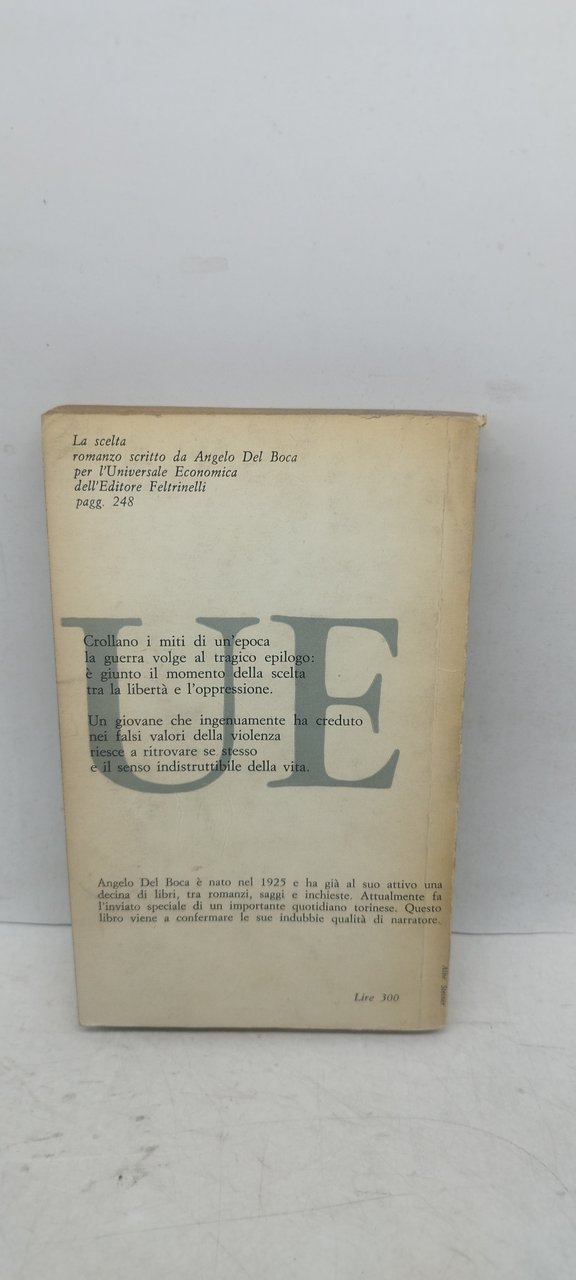 La scelta
romanzo scritto da Angelo Del Boca
per l'Universale Economica
dell'Editore Feltrinelli
pagg. 248
UE
Crollano i miti di un'epoca
la guerra volge al tragico epilogo:
è giunto il momento della scelta
tra la libertà e l'oppressione.
Un giovane che ingenuamente ha creduto
nei falsi valori della violenza
riesce a ritrovare se stesso
e il senso indistruttibile della vita.
Angelo Del Boca è nato nel 1925 e ha già al suo attivo una
decina di libri, tra romanzi, saggi e inchieste. Attualmente fa
l'inviato speciale di un importante quotidiano torinese. Questo
libro viene a confermare le sue indubbie qualità di narratore.
Lire 300
Albe Steiner